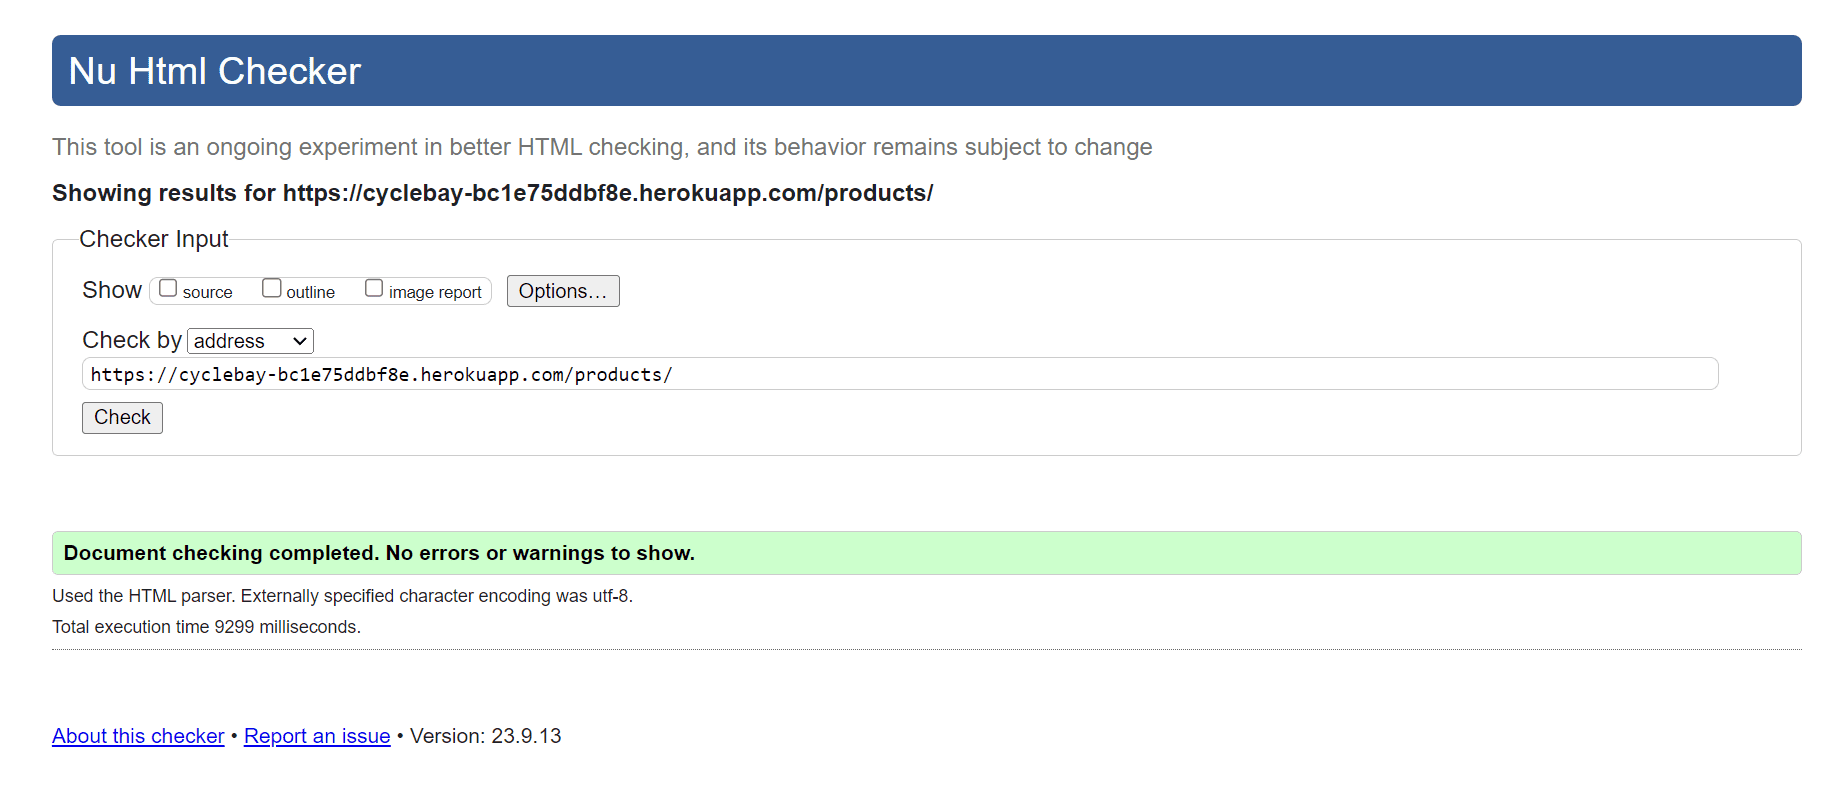 Nu Html Checker
This tool is an ongoing experiment in better HTML checking, and its behavior remains subject to change
Showing results for https://cyclebay-bc1e75ddbf8e.herokuapp.com/products/
Checker Input
Show source outline image report Options…
Check by address
https://cyclebay-bc1e75ddbf8e.herokuapp.com/products/
Check
Document checking completed. No errors or warnings to show.
Used the HTML parser. Externally specified character encoding was utf-8.
Total execution time 9299 milliseconds.
About this checker • Report an issue • Version: 23.9.13